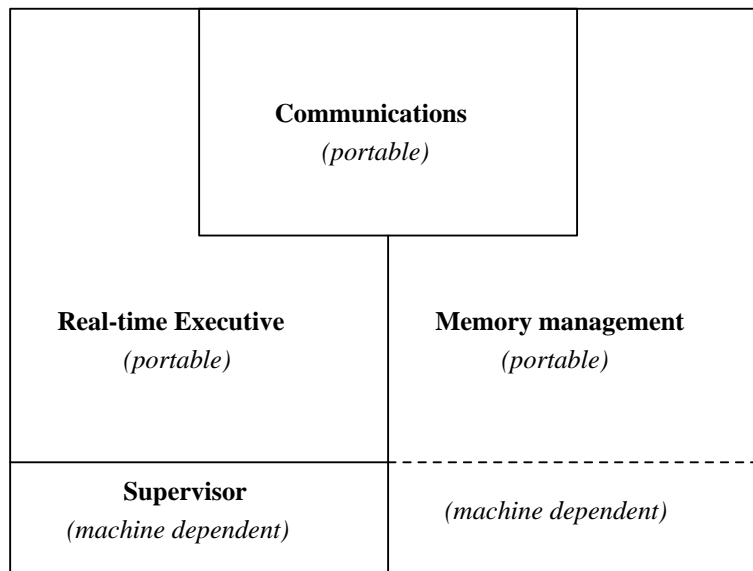 Communications
(portable)
Real-time Executive
(portable)
Memory management
(portable)
Supervisor
(machine dependent)
(machine dependent)